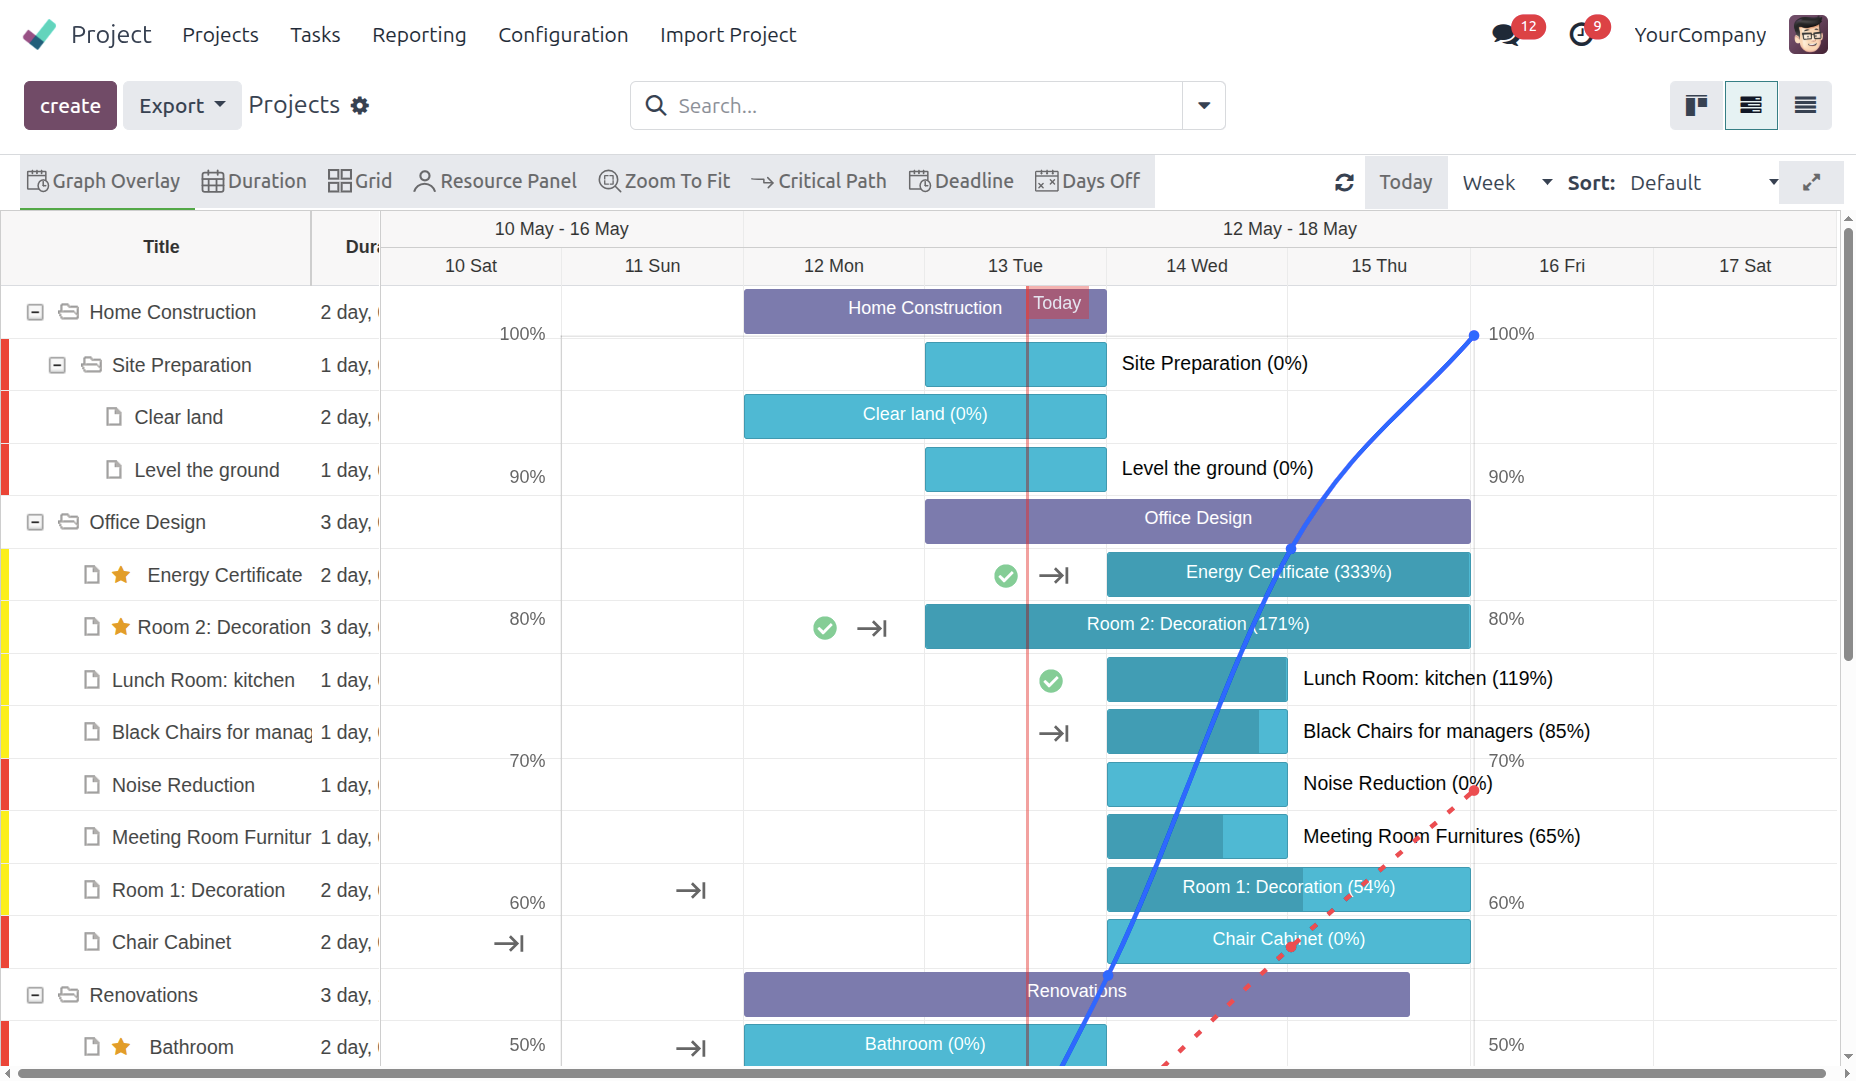 Project Projects Tasks Reporting Configuration Import Project 12 9 YourCompany
create Export Projects Search...
Graph Overlay Duration Grid Resource Panel Zoom To Fit Critical Path Deadline Days Off Today Week Sort: Default
10 May - 16 May 12 May - 18 May
Title Dura
10 Sat 11 Sun 12 Mon 13 Tue 14 Wed 15 Thu 16 Fri 17 Sat
Home Construction 2 day, Home Construction Today
100% 100%
Site Preparation 1 day, Site Preparation (0%)
Clear land 2 day, Clear land (0%)
Level the ground 1 day, Level the ground (0%)
90% 90%
Office Design 3 day, Office Design
Energy Certificate 2 day, Energy Certificate (333%)
80% 80%
Room 2: Decoration 3 day, Room 2: Decoration (171%)
Lunch Room: kitchen 1 day, Lunch Room: kitchen (119%)
Black Chairs for manag 1 day, Black Chairs for managers (85%)
70% 70%
Noise Reduction 1 day, Noise Reduction (0%)
Meeting Room Furnitur 1 day, Meeting Room Furnitures (65%)
Room 1: Decoration 2 day, Room 1: Decoration (54%)
60% 60%
Chair Cabinet 2 day, Chair Cabinet (0%)
Renovations 3 day, Renovations
Bathroom 2 day, Bathroom (0%)
50% 50%